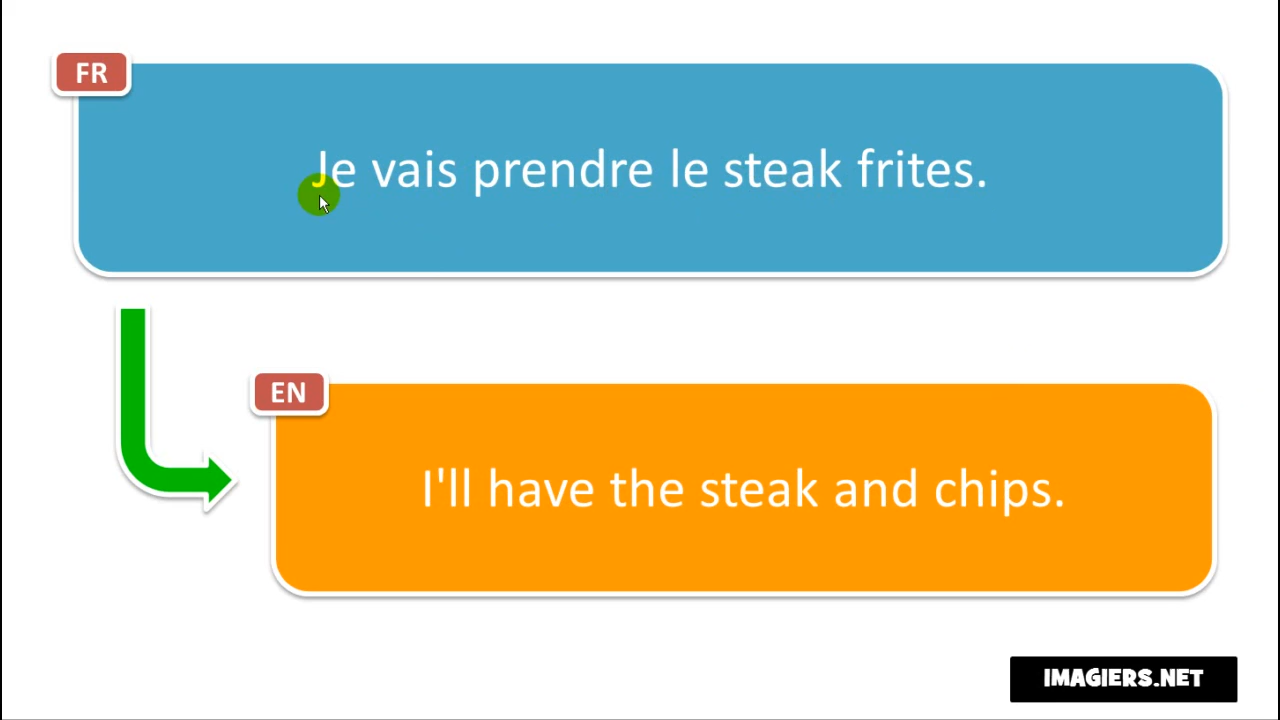 FR
Je vais prendre le steak frites.
EN
I'll have the steak and chips.
IMAGIERS.NET